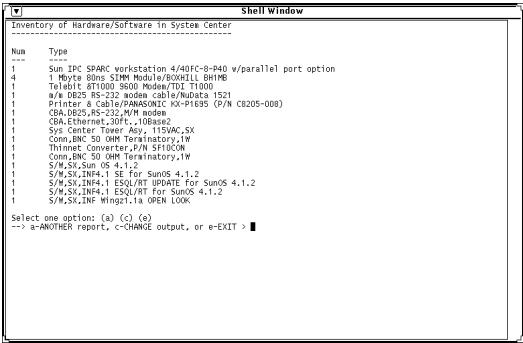 Shell Window
Inventory of Hardware/Software in System Center
-----------------------------------------------
Num Type
--- ----
1 Sun IPC SPARC workstation 4/40FC-8-P40 w/parallel port option
4 1 Mbyte 80ns SIMM Module/BOXHILL BH1MB
1 Telebit &T1000 9600 Modem/TDI T1000
1 m/m DB25 RS-232 modem cable/NuData 1521
1 Printer & Cable/PANASONIC KX-P1695 (P/N C8205-008)
1 CBA.DB25,RS-232,M/M modem
1 CBA.Ethernet,30ft.,10Base2
1 Sys Center Tower Asy, 115VAC,SX
1 Conn,BNC 50 OHM Terminatory,1W
1 Thinnet Converter,P/N SF10CON
1 Conn,BNC 50 OHM Terminatory,1W
1 S/W,SX,Sun OS 4.1.2
1 S/W,SX,INF4.1 SE for SunOS 4.1.2
1 S/W,SX,INF4.1 ESQL/RT UPDATE for SunOS 4.1.2
1 S/W,SX,INF4.1 ESQL/RT for SunOS 4.1.2
1 S/W,SX,INF Wingz1.1a OPEN LOOK
Select one option: (a) (c) (e)
--> a-ANOTHER report, c-CHANGE output, or e-EXIT >